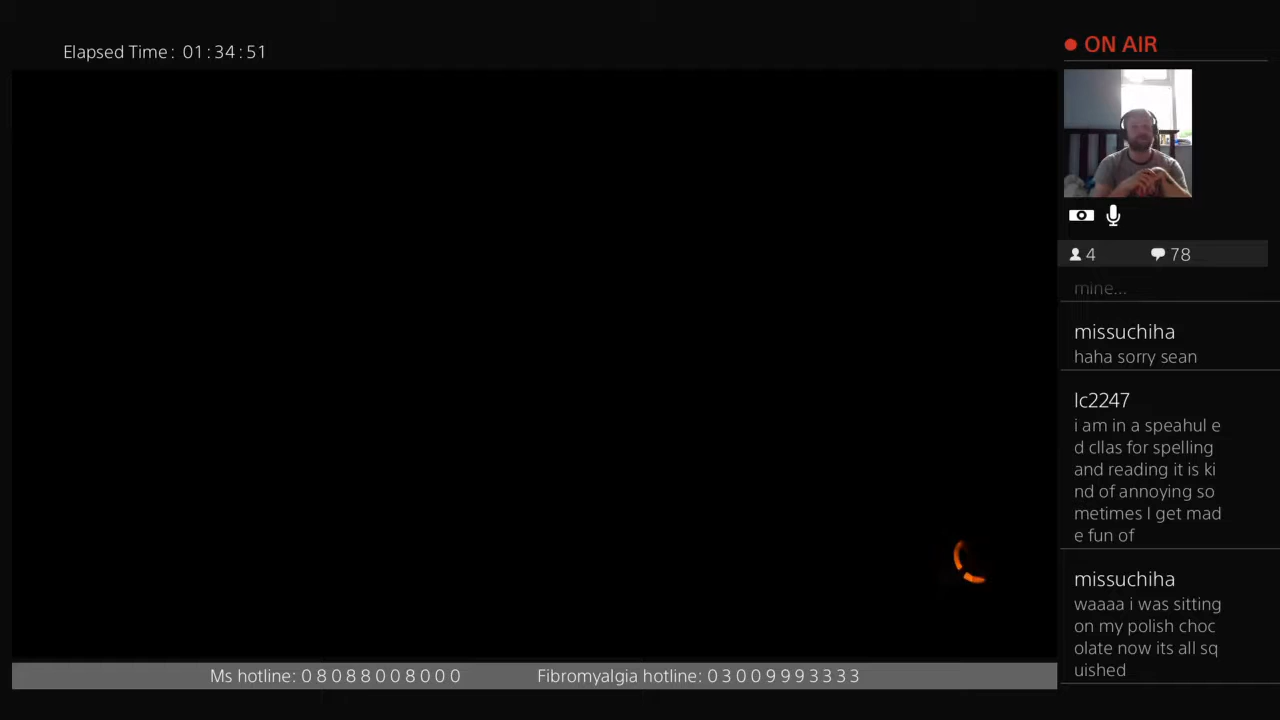 Elapsed Time: 01:34:51
ON AIR
4 78
mine...
missuchiha
haha sorry sean
lc2247
i am in a speahul e
d cllas for spelling
and reading it is ki
nd of annoying so
metimes I get mad
e fun of
missuchiha
waaaa i was sitting
on my polish choc
olate now its all sq
uished
Ms hotline: 0 8 0 8 8 0 0 8 0 0 0 Fibromyalgia hotline: 0 3 0 0 9 9 9 3 3 3 3